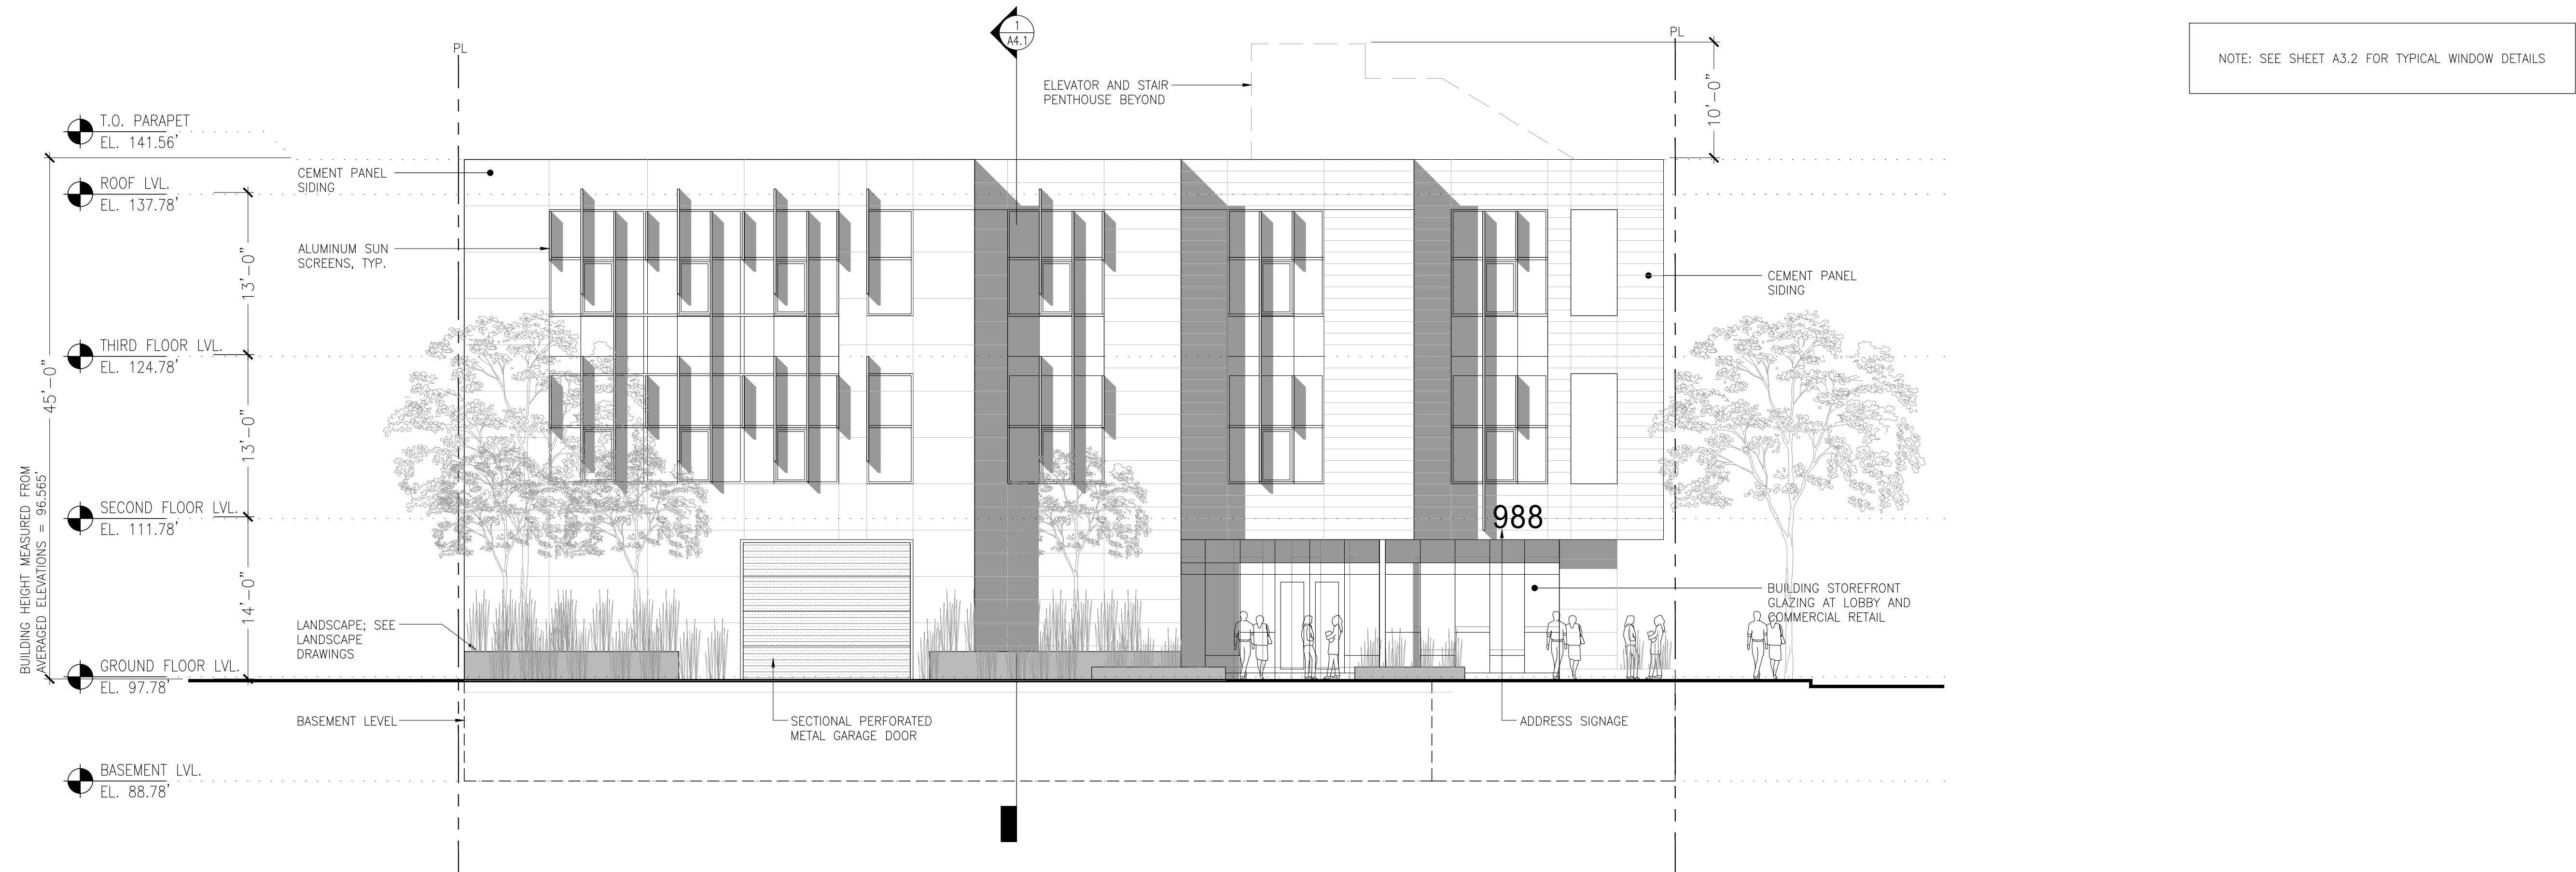 PL
1
A4.1
PL
NOTE: SEE SHEET A3.2 FOR TYPICAL WINDOW DETAILS
ELEVATOR AND STAIR
PENTHOUSE BEYOND
10'-0"
T.O. PARAPET
EL. 141.56'
CEMENT PANEL
SIDING
ROOF LVL.
EL. 137.78'
ALUMINUM SUN
SCREENS, TYP.
13'-0"
CEMENT PANEL
SIDING
THIRD FLOOR LVL.
EL. 124.78'
45'-0"
13'-0"
BUILDING HEIGHT MEASURED FROM
AVERAGED ELEVATIONS = 96.565'
SECOND FLOOR LVL.
EL. 111.78'
988
14'-0"
BUILDING STOREFRONT
GLAZING AT LOBBY AND
COMMERCIAL RETAIL
LANDSCAPE; SEE
LANDSCAPE
DRAWINGS
GROUND FLOOR LVL.
EL. 97.78'
BASEMENT LEVEL
SECTIONAL PERFORATED
METAL GARAGE DOOR
ADDRESS SIGNAGE
BASEMENT LVL.
EL. 88.78'